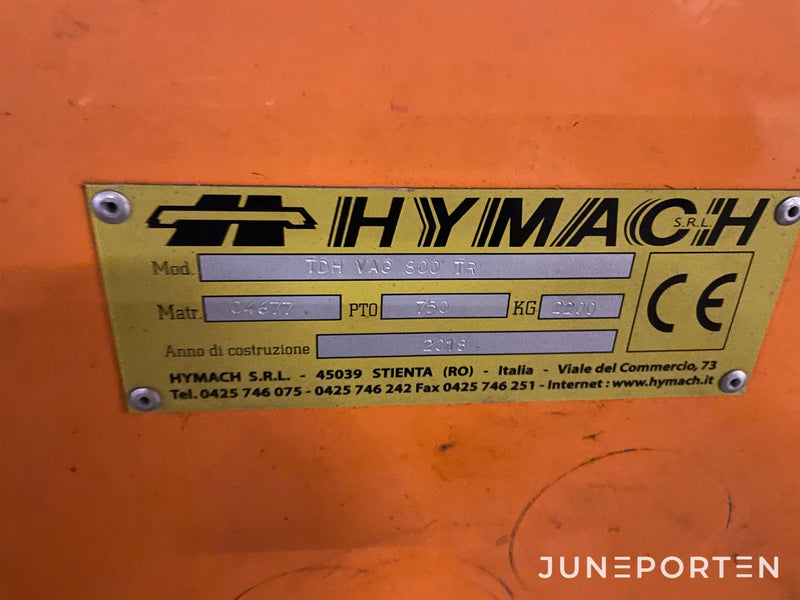 HYMACH S.R.L.
Mod. TDH VAG 800 TR
Matr. 04677 PTO 750 KG 2200
CE
Anno di costruzione 2018
HYMACH S.R.L. - 45039 STIENTA (RO) - Italia - Viale del Commercio, 73
Tel. 0425 746 075 - 0425 746 242 Fax 0425 746 251 - Internet : www.hymach.it
JUNEPORTEN